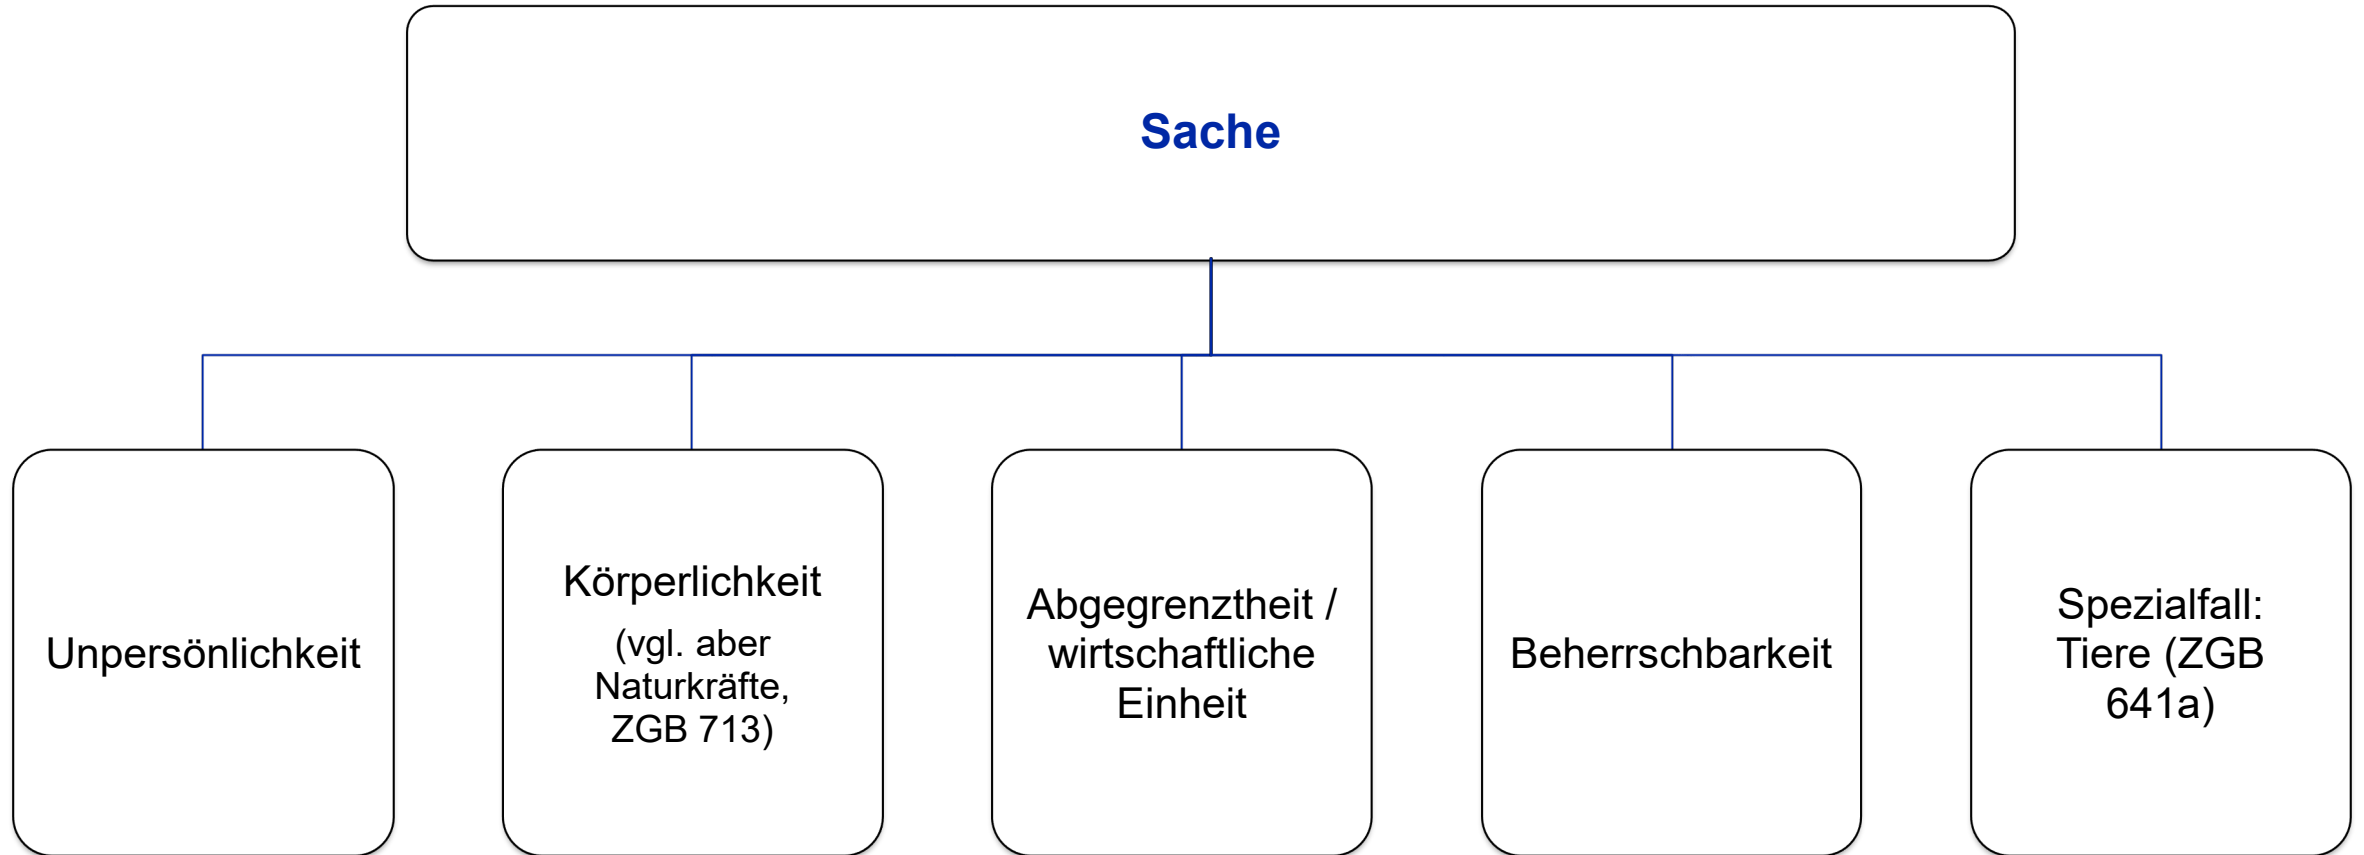 Sache
Unpersönlichkeit
Körperlichkeit
(vgl. aber
Naturkräfte,
ZGB 713)
Abgegrenztheit /
wirtschaftliche
Einheit
Beherrschbarkeit
Spezialfall:
Tiere (ZGB
641a)